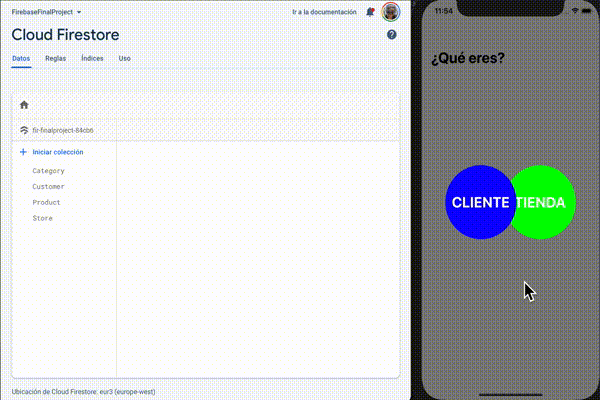 FirebaseFinalProject
Ir a la documentación
Cloud Firestore
Datos Reglas Índices Uso
fir-finalproject-84cb6
Iniciar colección
Category
Customer
Product
Store
Ubicación de Cloud Firestore: eur3 (europe-west)
11:54
¿Qué eres?
CLIENTE TIENDA